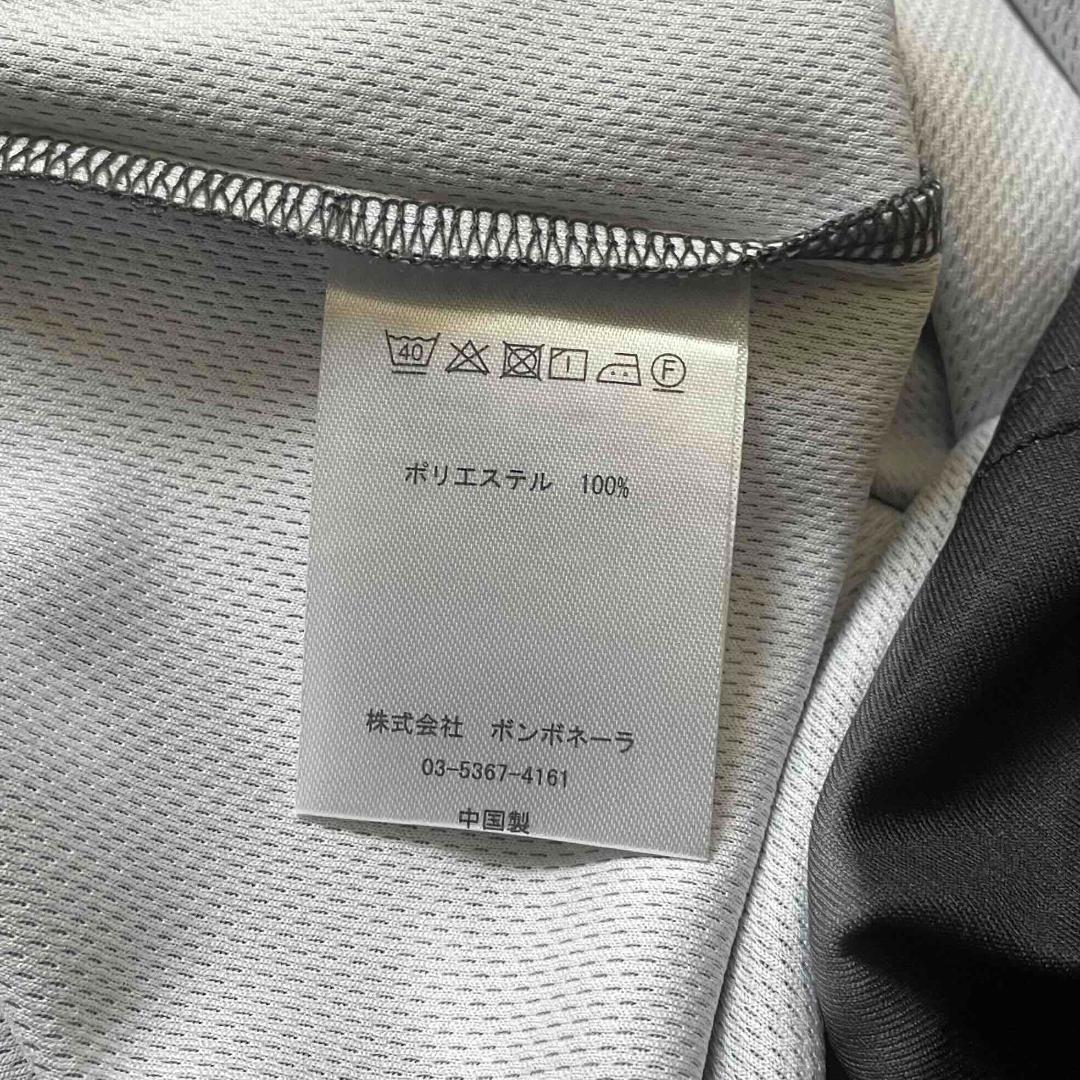 40 F
ポリエステル 100%
株式会社 ボンボネーラ
03-5367-4161
中国製